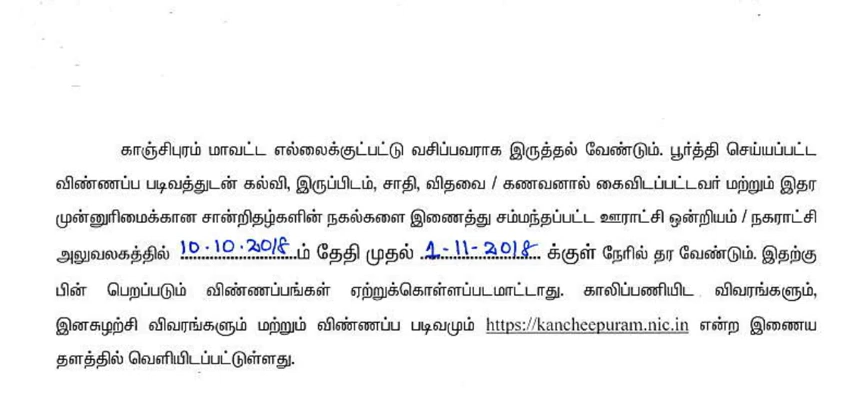 காஞ்சிபுரம் மாவட்ட எல்லைக்குட்பட்டு வசிப்பவராக இருத்தல் வேண்டும். பூர்த்தி செய்யப்பட்ட
விண்ணப்ப படிவத்துடன் கல்வி, இருப்பிடம், சாதி, விதவை / கணவனால் கைவிடப்பட்டவர் மற்றும் இதர
முன்னுரிமைக்கான சான்றிதழ்களின் நகல்களை இணைத்து சம்மந்தப்பட்ட ஊராட்சி ஒன்றியம் / நகராட்சி
அலுவலகத்தில் 10.10.2018.ம் தேதி முதல் 1-11-2018 க்குள் நேரில் தர வேண்டும். இதற்கு
பின் பெறப்படும் விண்ணப்பங்கள் ஏற்றுக்கொள்ளப்படமாட்டாது. காலிப்பணியிட விவரங்களும்,
இனசுழற்சி விவரங்களும் மற்றும் விண்ணப்ப படிவமும் https://kancheepuram.nic.in என்ற இணைய
தளத்தில் வெளியிடப்பட்டுள்ளது.